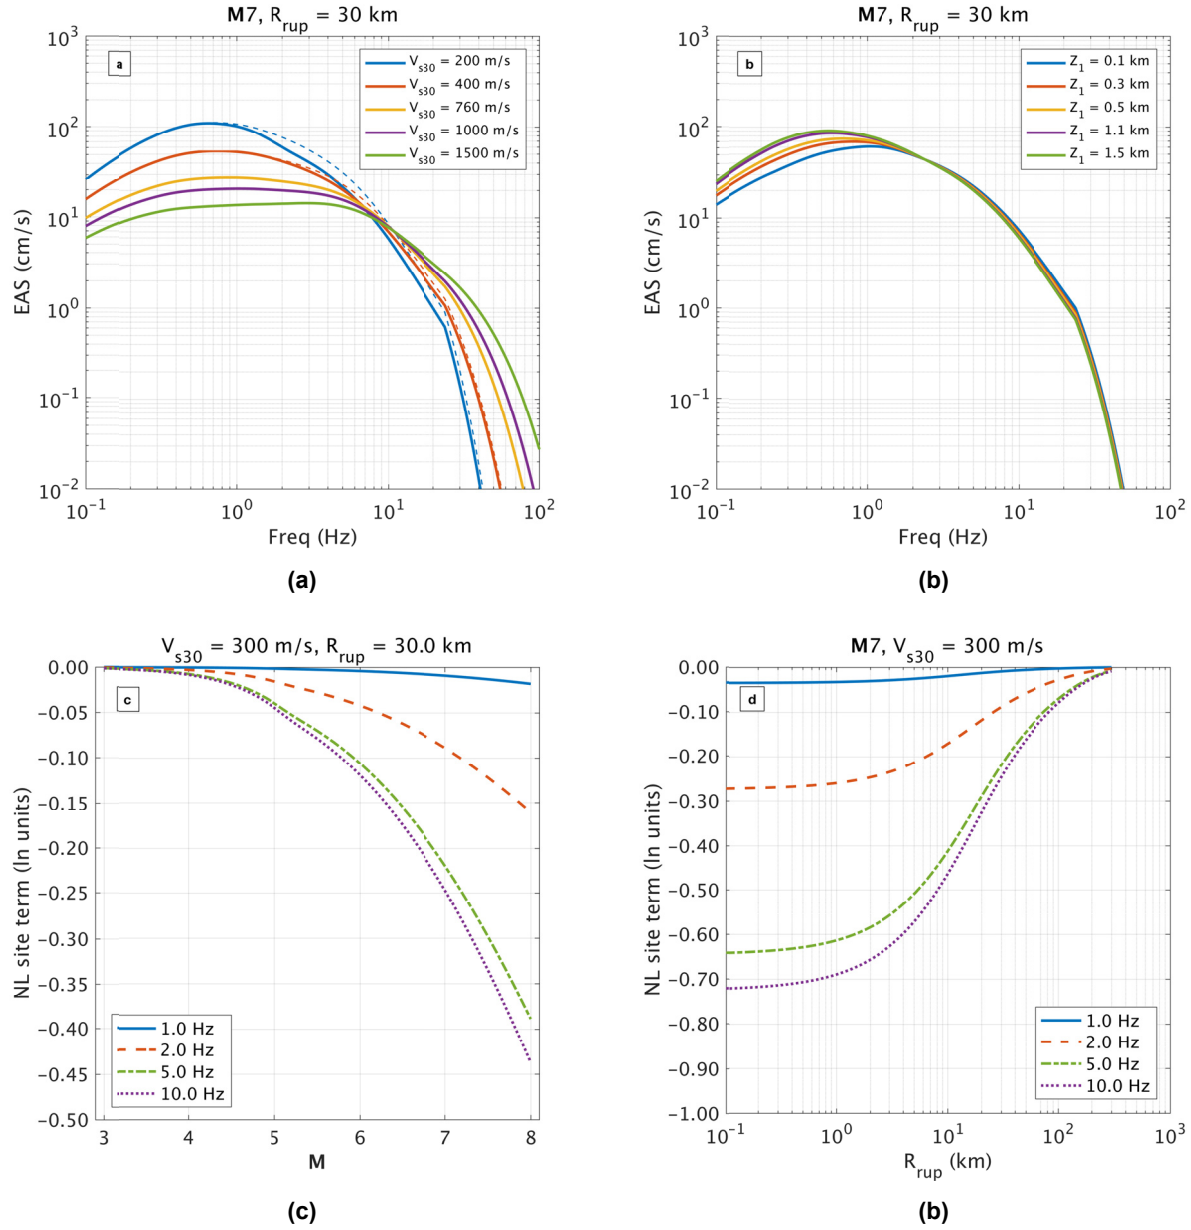 M7, Rrup = 30 km
a
Vs30 = 200 m/s
Vs30 = 400 m/s
Vs30 = 760 m/s
Vs30 = 1000 m/s
Vs30 = 1500 m/s
EAS (cm/s)
10^3
10^2
10^1
10^0
10^-1
10^-2
10^-1 10^0 10^1 10^2
Freq (Hz)
(a)
M7, Rrup = 30 km
b
Z1 = 0.1 km
Z1 = 0.3 km
Z1 = 0.5 km
Z1 = 1.1 km
Z1 = 1.5 km
EAS (cm/s)
10^3
10^2
10^1
10^0
10^-1
10^-2
10^-1 10^0 10^1 10^2
Freq (Hz)
(b)
Vs30 = 300 m/s, Rrup = 30.0 km
c
NL site term (ln units)
0.00
−0.05
−0.10
−0.15
−0.20
−0.25
−0.30
−0.35
−0.40
−0.45
−0.50
1.0 Hz
2.0 Hz
5.0 Hz
10.0 Hz
3 4 5 6 7 8
M
(c)
M7, Vs30 = 300 m/s
d
NL site term (ln units)
0.00
−0.10
−0.20
−0.30
−0.40
−0.50
−0.60
−0.70
−0.80
−0.90
−1.00
1.0 Hz
2.0 Hz
5.0 Hz
10.0 Hz
10^-1 10^0 10^1 10^2 10^3
Rrup (km)
(b)